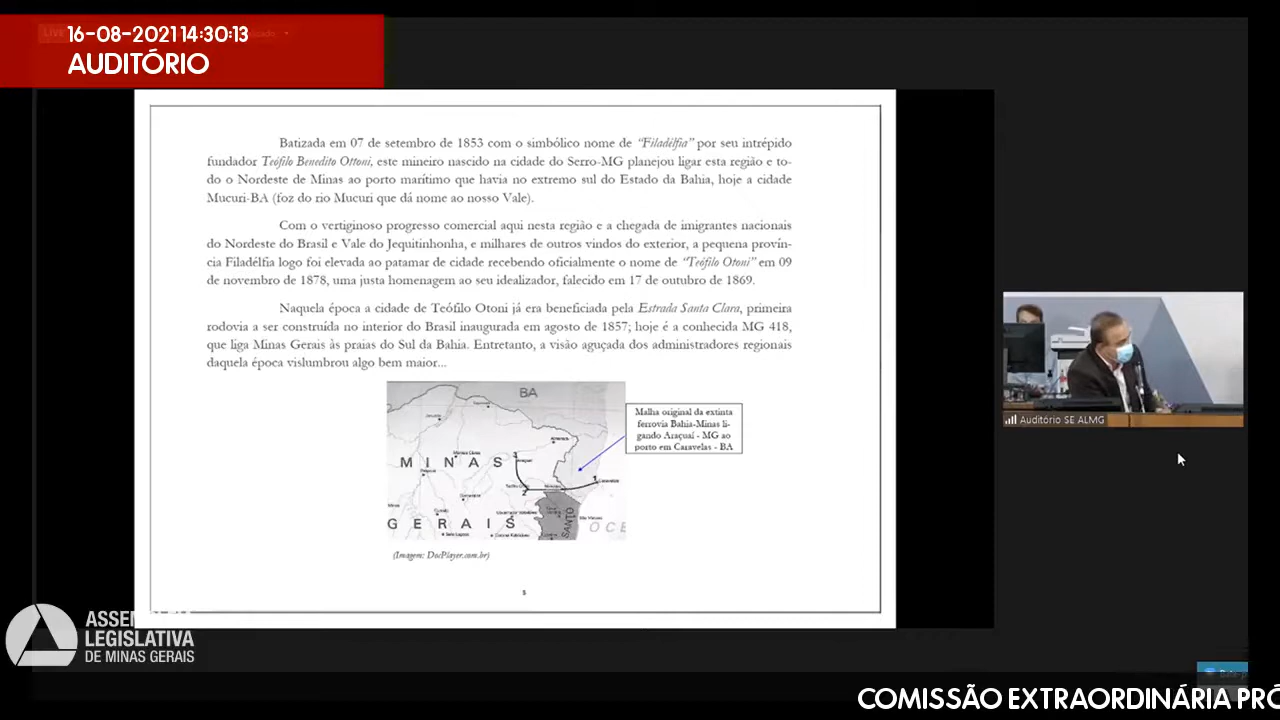 16-08-2021 14:30:13
AUDITÓRIO
Batizada em 07 de setembro de 1853 com o simbólico nome de “Filadélfia” por seu intrépido
fundador Teófilo Benedito Ottoni, este mineiro nascido na cidade do Serro-MG planejou ligar esta região e to-
do o Nordeste de Minas ao porto marítimo que havia no extremo sul do Estado da Bahia, hoje a cidade
Mucuri-BA (foz do rio Mucuri que dá nome ao nosso Vale).
Com o vertiginoso progresso comercial aqui nesta região e a chegada de imigrantes nacionais
do Nordeste do Brasil e Vale do Jequitinhonha, e milhares de outros vindos do exterior, a pequena provín-
cia Filadélfia logo foi elevada ao patamar de cidade recebendo oficialmente o nome de “Teófilo Otoni” em 09
de novembro de 1878, uma justa homenagem ao seu idealizador, falecido em 17 de outubro de 1869.
Naquela época a cidade de Teófilo Otoni já era beneficiada pela Estrada Santa Clara, primeira
rodovia a ser construída no interior do Brasil inaugurada em agosto de 1857; hoje é a conhecida MG 418,
que liga Minas Gerais às praias do Sul da Bahia. Entretanto, a visão aguçada dos administradores regionais
daquela época vislumbrou algo bem maior...
BA
MINAS
GERAIS
SANTO
OCE
Malha original da extinta
ferrovia Bahia-Minas li-
gando Araçuaí - MG ao
porto em Caravelas - BA
(Imagem: DocPlayer.com.br)
5
Auditório SE ALMG
LEGISLATIVA
DE MINAS GERAIS
COMISSÃO EXTRAORDINÁRIA PRÓ